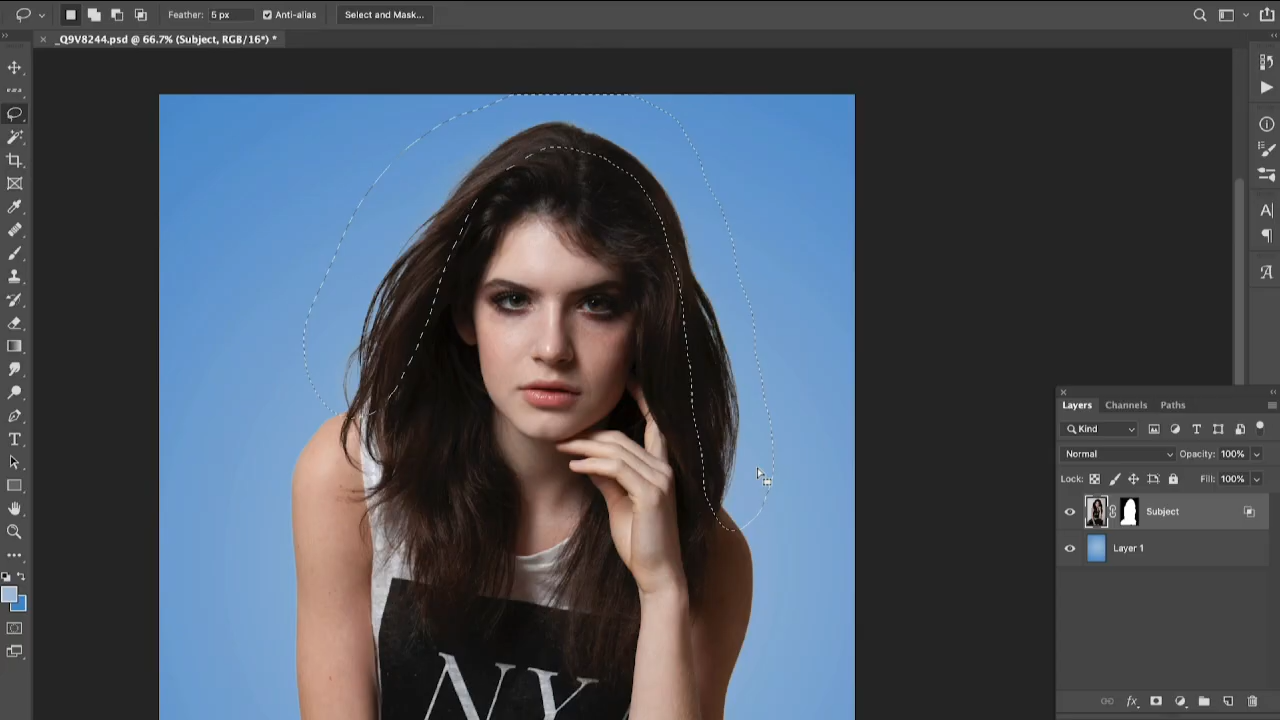 Feather: 5 px Anti-alias Select and Mask...
_Q9V8244.psd @ 66.7% (Subject, RGB/16*) *
Layers Channels Paths
Kind
Normal Opacity: 100%
Lock: Fill: 100%
Subject
Layer 1
NY